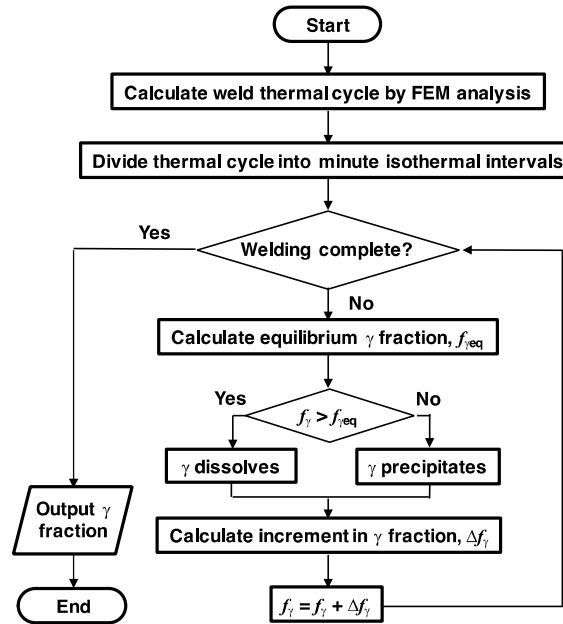 Start
Calculate weld thermal cycle by FEM analysis
Divide thermal cycle into minute isothermal intervals
Yes
Welding complete?
No
Calculate equilibrium γ fraction, fγeq
Yes
No
fγ > fγeq
γ dissolves
γ precipitates
Output γ
fraction
Calculate increment in γ fraction, Δfγ
End
fγ = fγ + Δfγ